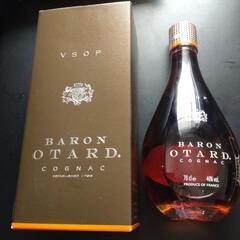 VSOP
BARON
OTARD.
COGNAC
BARON
OTARD.
COGNAC
70 cl e 40% vol.
PRODUCE OF FRANCE